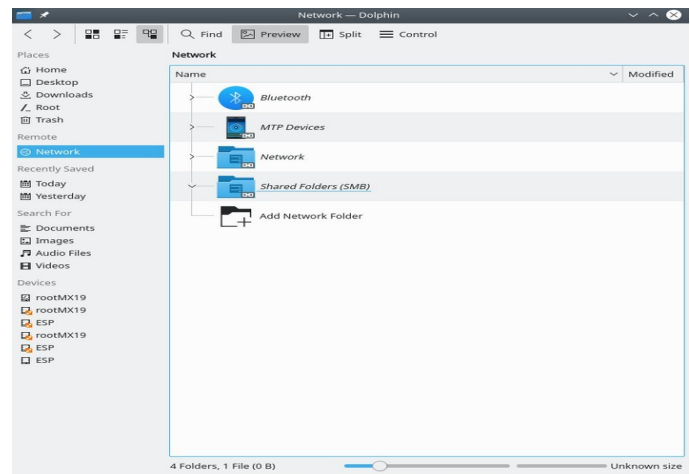 Network — Dolphin
Find Preview Split Control
Places
Home
Desktop
Downloads
Root
Trash
Remote
Network
Recently Saved
Today
Yesterday
Search For
Documents
Images
Audio Files
Videos
Devices
rootMX19
rootMX19
ESP
rootMX19
ESP
ESP
Network
Name Modified
Bluetooth
MTP Devices
Network
Shared Folders (SMB)
Add Network Folder
4 Folders, 1 File (0 B) Unknown size